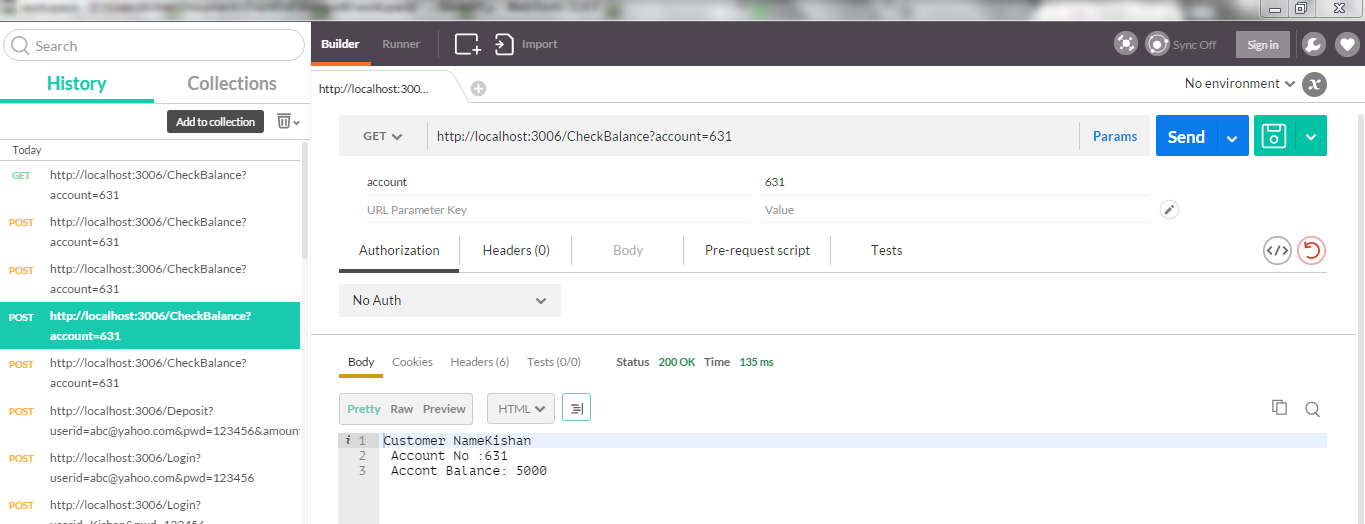 Search
History
Collections
Add to collection
Today
GET http://localhost:3006/CheckBalance?
account=631
POST http://localhost:3006/CheckBalance?
account=631
POST http://localhost:3006/CheckBalance?
account=631
POST http://localhost:3006/CheckBalance?
account=631
POST http://localhost:3006/CheckBalance?
account=631
POST http://localhost:3006/Deposit?
userid=abc@yahoo.com&pwd=123456&amoun
POST http://localhost:3006/Login?
userid=abc@yahoo.com&pwd=123456
POST http://localhost:3006/Login?
userid=Kishan&pwd=123456
Builder Runner Import Sync Off Sign in
http://localhost:300... No environment
GET http://localhost:3006/CheckBalance?account=631 Params Send
account 631
URL Parameter Key Value
Authorization Headers (0) Body Pre-request script Tests
No Auth
Body Cookies Headers (6) Tests (0/0) Status 200 OK Time 135 ms
Pretty Raw Preview HTML
i 1 Customer NameKishan
2 Account No :631
3 Accont Balance: 5000